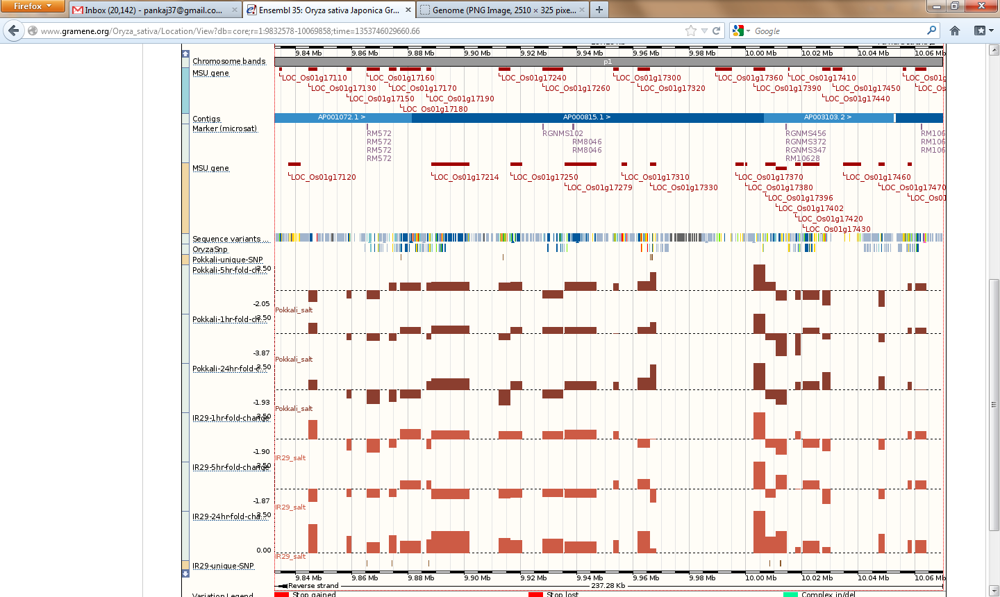 Firefox
Inbox (20,142) - pankaj37@gmail.co...
Ensembl 35: Oryza sativa Japonica Gr...
Genome (PNG Image, 2510 × 325 pixe...
www.gramene.org/Oryza_sativa/Location/View?db=core;r=1:9832578-10069858;time=1353746029660.66
Google
9.84 Mb 9.86 Mb 9.88 Mb 9.90 Mb 9.92 Mb 9.94 Mb 9.96 Mb 9.98 Mb 10.00 Mb 10.02 Mb 10.04 Mb 10.06 Mb
Chromosome bands p1
MSU gene
LOC_Os01g17110 LOC_Os01g17160 LOC_Os01g17240 LOC_Os01g17300 LOC_Os01g17360 LOC_Os01g17410 LOC_Os01g
LOC_Os01g17130 LOC_Os01g17170 LOC_Os01g17260 LOC_Os01g17320 LOC_Os01g17390 LOC_Os01g17450 LOC_Os
LOC_Os01g17150 LOC_Os01g17190 LOC_Os01g17440
LOC_Os01g17180
Contigs AP001072.1 > AP000815.1 > AP003103.2 >
Marker (microsat)
RM572 RGNMS102 RGNMS456 RM106
RM572 RM8046 RGNMS372 RM106
RM572 RM8046 RGNMS347 RM106
RM572 RM10628
MSU gene
LOC_Os01g17120 LOC_Os01g17214 LOC_Os01g17250 LOC_Os01g17310 LOC_Os01g17370 LOC_Os01g17460
LOC_Os01g17279 LOC_Os01g17330 LOC_Os01g17380 LOC_Os01g17470
LOC_Os01g17396 LOC_Os01
LOC_Os01g17402
LOC_Os01g17420
LOC_Os01g17430
Sequence variants ...
OryzaSnp
Pokkali-unique-SNP
Pokkali-5hr-fold-ch... 3.50
-2.05
Pokkali_salt
Pokkali-1hr-fold-ch... 3.50
-3.87
Pokkali_salt
Pokkali-24hr-fold-c... 3.50
-1.93
Pokkali_salt
IR29-1hr-fold-change 3.50
-1.90
IR29_salt
IR29-5hr-fold-change 3.50
-1.87
IR29_salt
IR29-24hr-fold-cha... 3.50
0.00
IR29_salt
IR29-unique-SNP
9.84 Mb 9.86 Mb 9.88 Mb 9.90 Mb 9.92 Mb 9.94 Mb 9.96 Mb 9.98 Mb 10.00 Mb 10.02 Mb 10.04 Mb 10.06 Mb
Reverse strand 237.28 Kb
Variation Legend Stop gained Stop lost Complex in/del